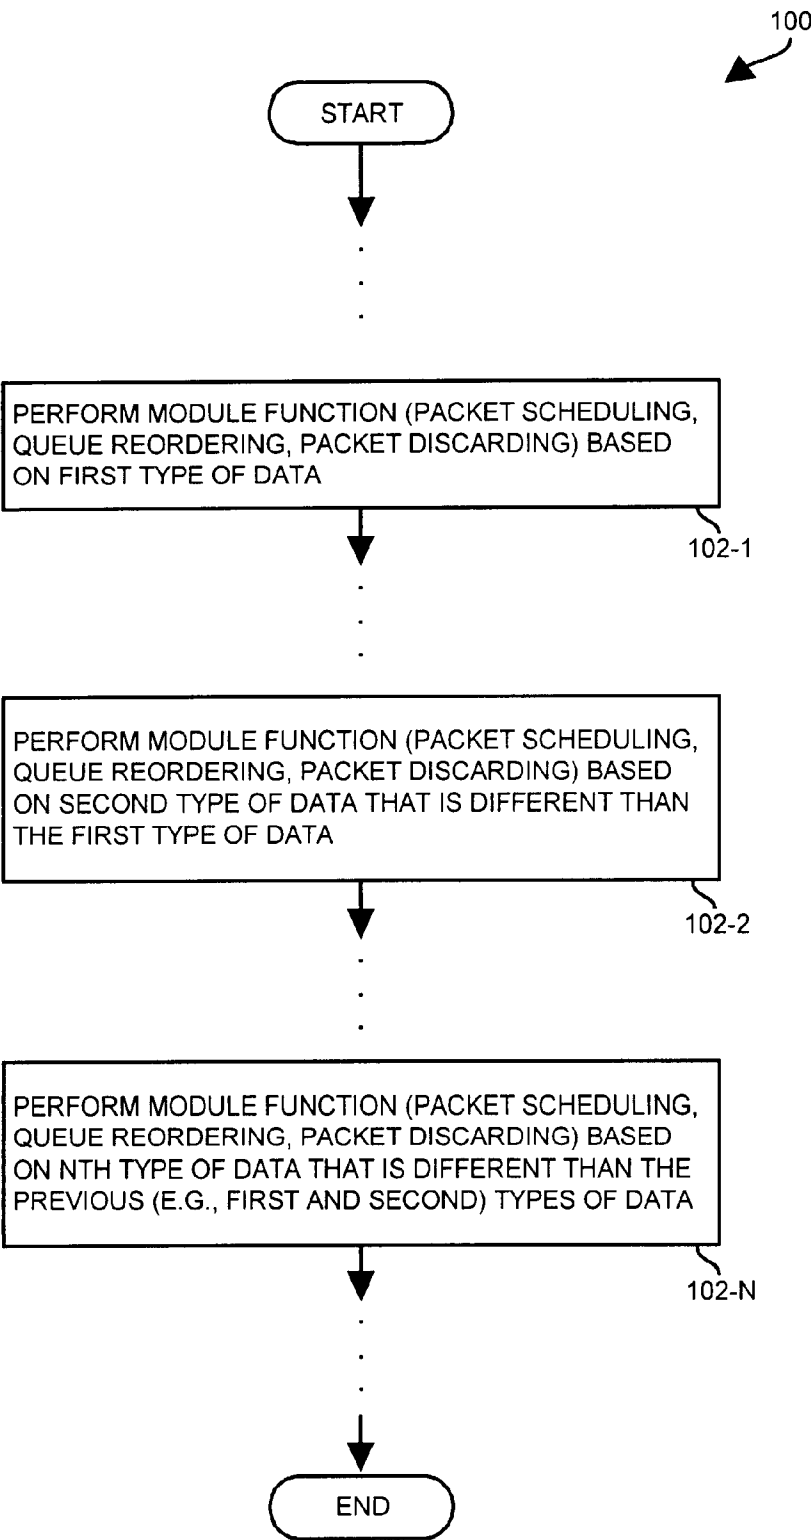 100
START
PERFORM MODULE FUNCTION (PACKET SCHEDULING,
QUEUE REORDERING, PACKET DISCARDING) BASED
ON FIRST TYPE OF DATA
102-1
PERFORM MODULE FUNCTION (PACKET SCHEDULING,
QUEUE REORDERING, PACKET DISCARDING) BASED
ON SECOND TYPE OF DATA THAT IS DIFFERENT THAN
THE FIRST TYPE OF DATA
102-2
PERFORM MODULE FUNCTION (PACKET SCHEDULING,
QUEUE REORDERING, PACKET DISCARDING) BASED
ON NTH TYPE OF DATA THAT IS DIFFERENT THAN THE
PREVIOUS (E.G., FIRST AND SECOND) TYPES OF DATA
102-N
END